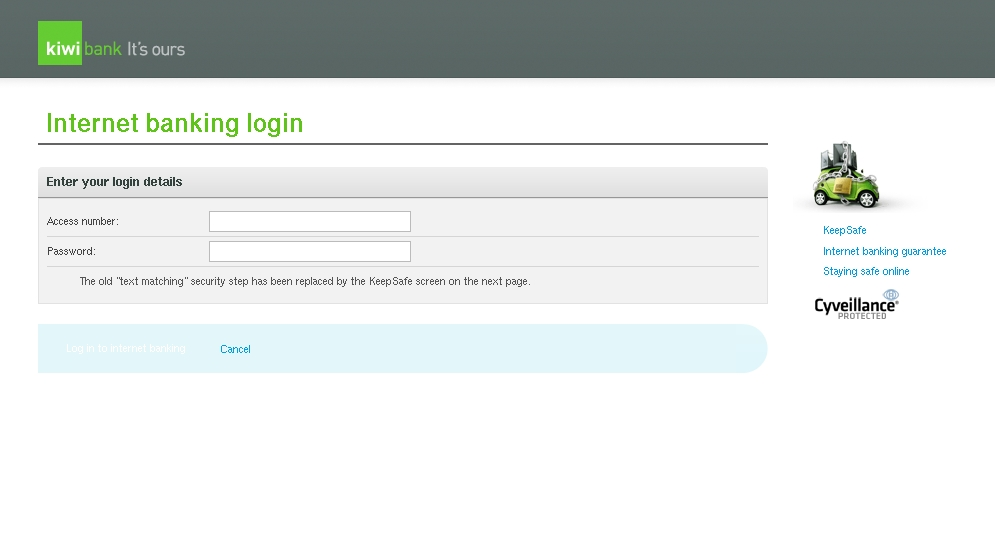 kiwi bank It's ours
Internet banking login
Enter your login details
Access number:
Password:
The old "text matching" security step has been replaced by the KeepSafe screen on the next page.
Log in to internet banking
Cancel
KeepSafe
Internet banking guarantee
Staying safe online
Cyveillance
PROTECTED